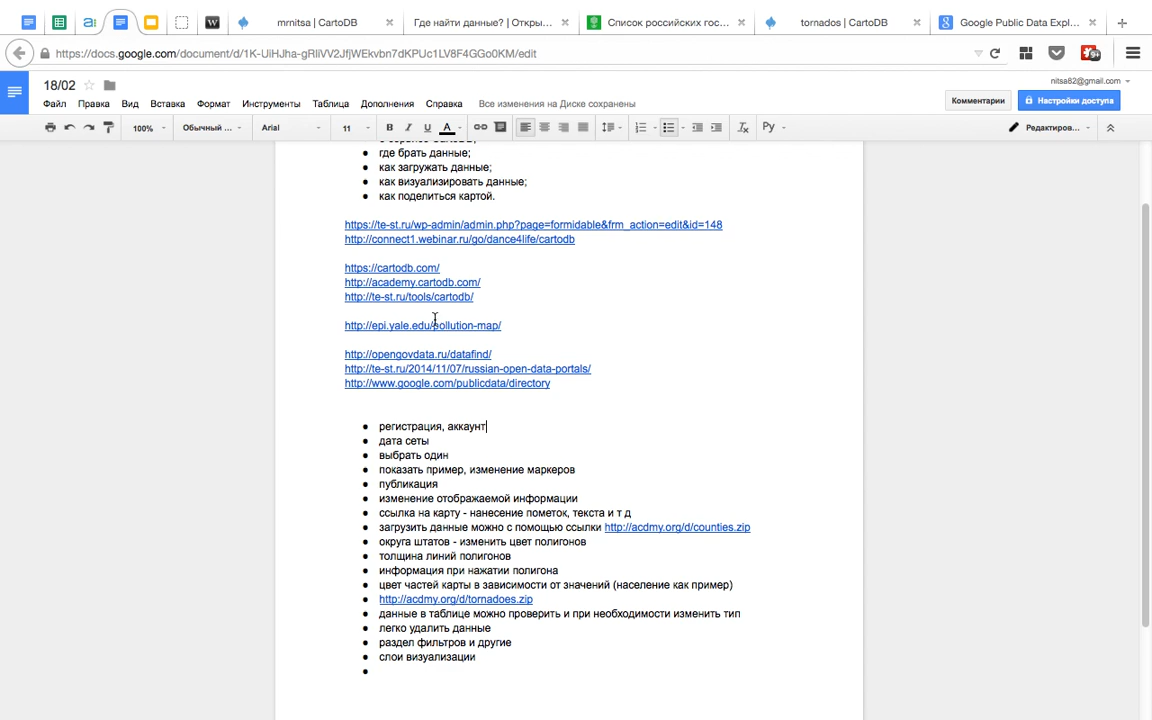 mrnitsa | CartoDB
Где найти данные? | Откры...
Список российских гос...
tornados | CartoDB
Google Public Data Expl...
https://docs.google.com/document/d/1K-UiHJha-gRliVV2JfjWEkvbn7dKPUc1LV8F4GGo0KM/edit
18/02
nitsa82@gmail.com
Файл Правка Вид Вставка Формат Инструменты Таблица Дополнения Справка Все изменения на Диске сохранены
Комментарии Настройки доступа
100% Обычный ... Arial 11 B I U A Ру Редактиров...
где брать данные;
как загружать данные;
как визуализировать данные;
как поделиться картой.
https://te-st.ru/wp-admin/admin.php?page=formidable&frm_action=edit&id=148
http://connect1.webinar.ru/go/dance4life/cartodb
https://cartodb.com/
http://academy.cartodb.com/
http://te-st.ru/tools/cartodb/
http://epi.yale.edu/pollution-map/
http://opengovdata.ru/datafind/
http://te-st.ru/2014/11/07/russian-open-data-portals/
http://www.google.com/publicdata/directory
регистрация, аккаунт
дата сеты
выбрать один
показать пример, изменение маркеров
публикация
изменение отображаемой информации
ссылка на карту - нанесение пометок, текста и т д
загрузить данные можно с помощью ссылки http://acdmy.org/d/counties.zip
округа штатов - изменить цвет полигонов
толщина линий полигонов
информация при нажатии полигона
цвет частей карты в зависимости от значений (население как пример)
http://acdmy.org/d/tornadoes.zip
данные в таблице можно проверить и при необходимости изменить тип
легко удалить данные
раздел фильтров и другие
слои визуализации